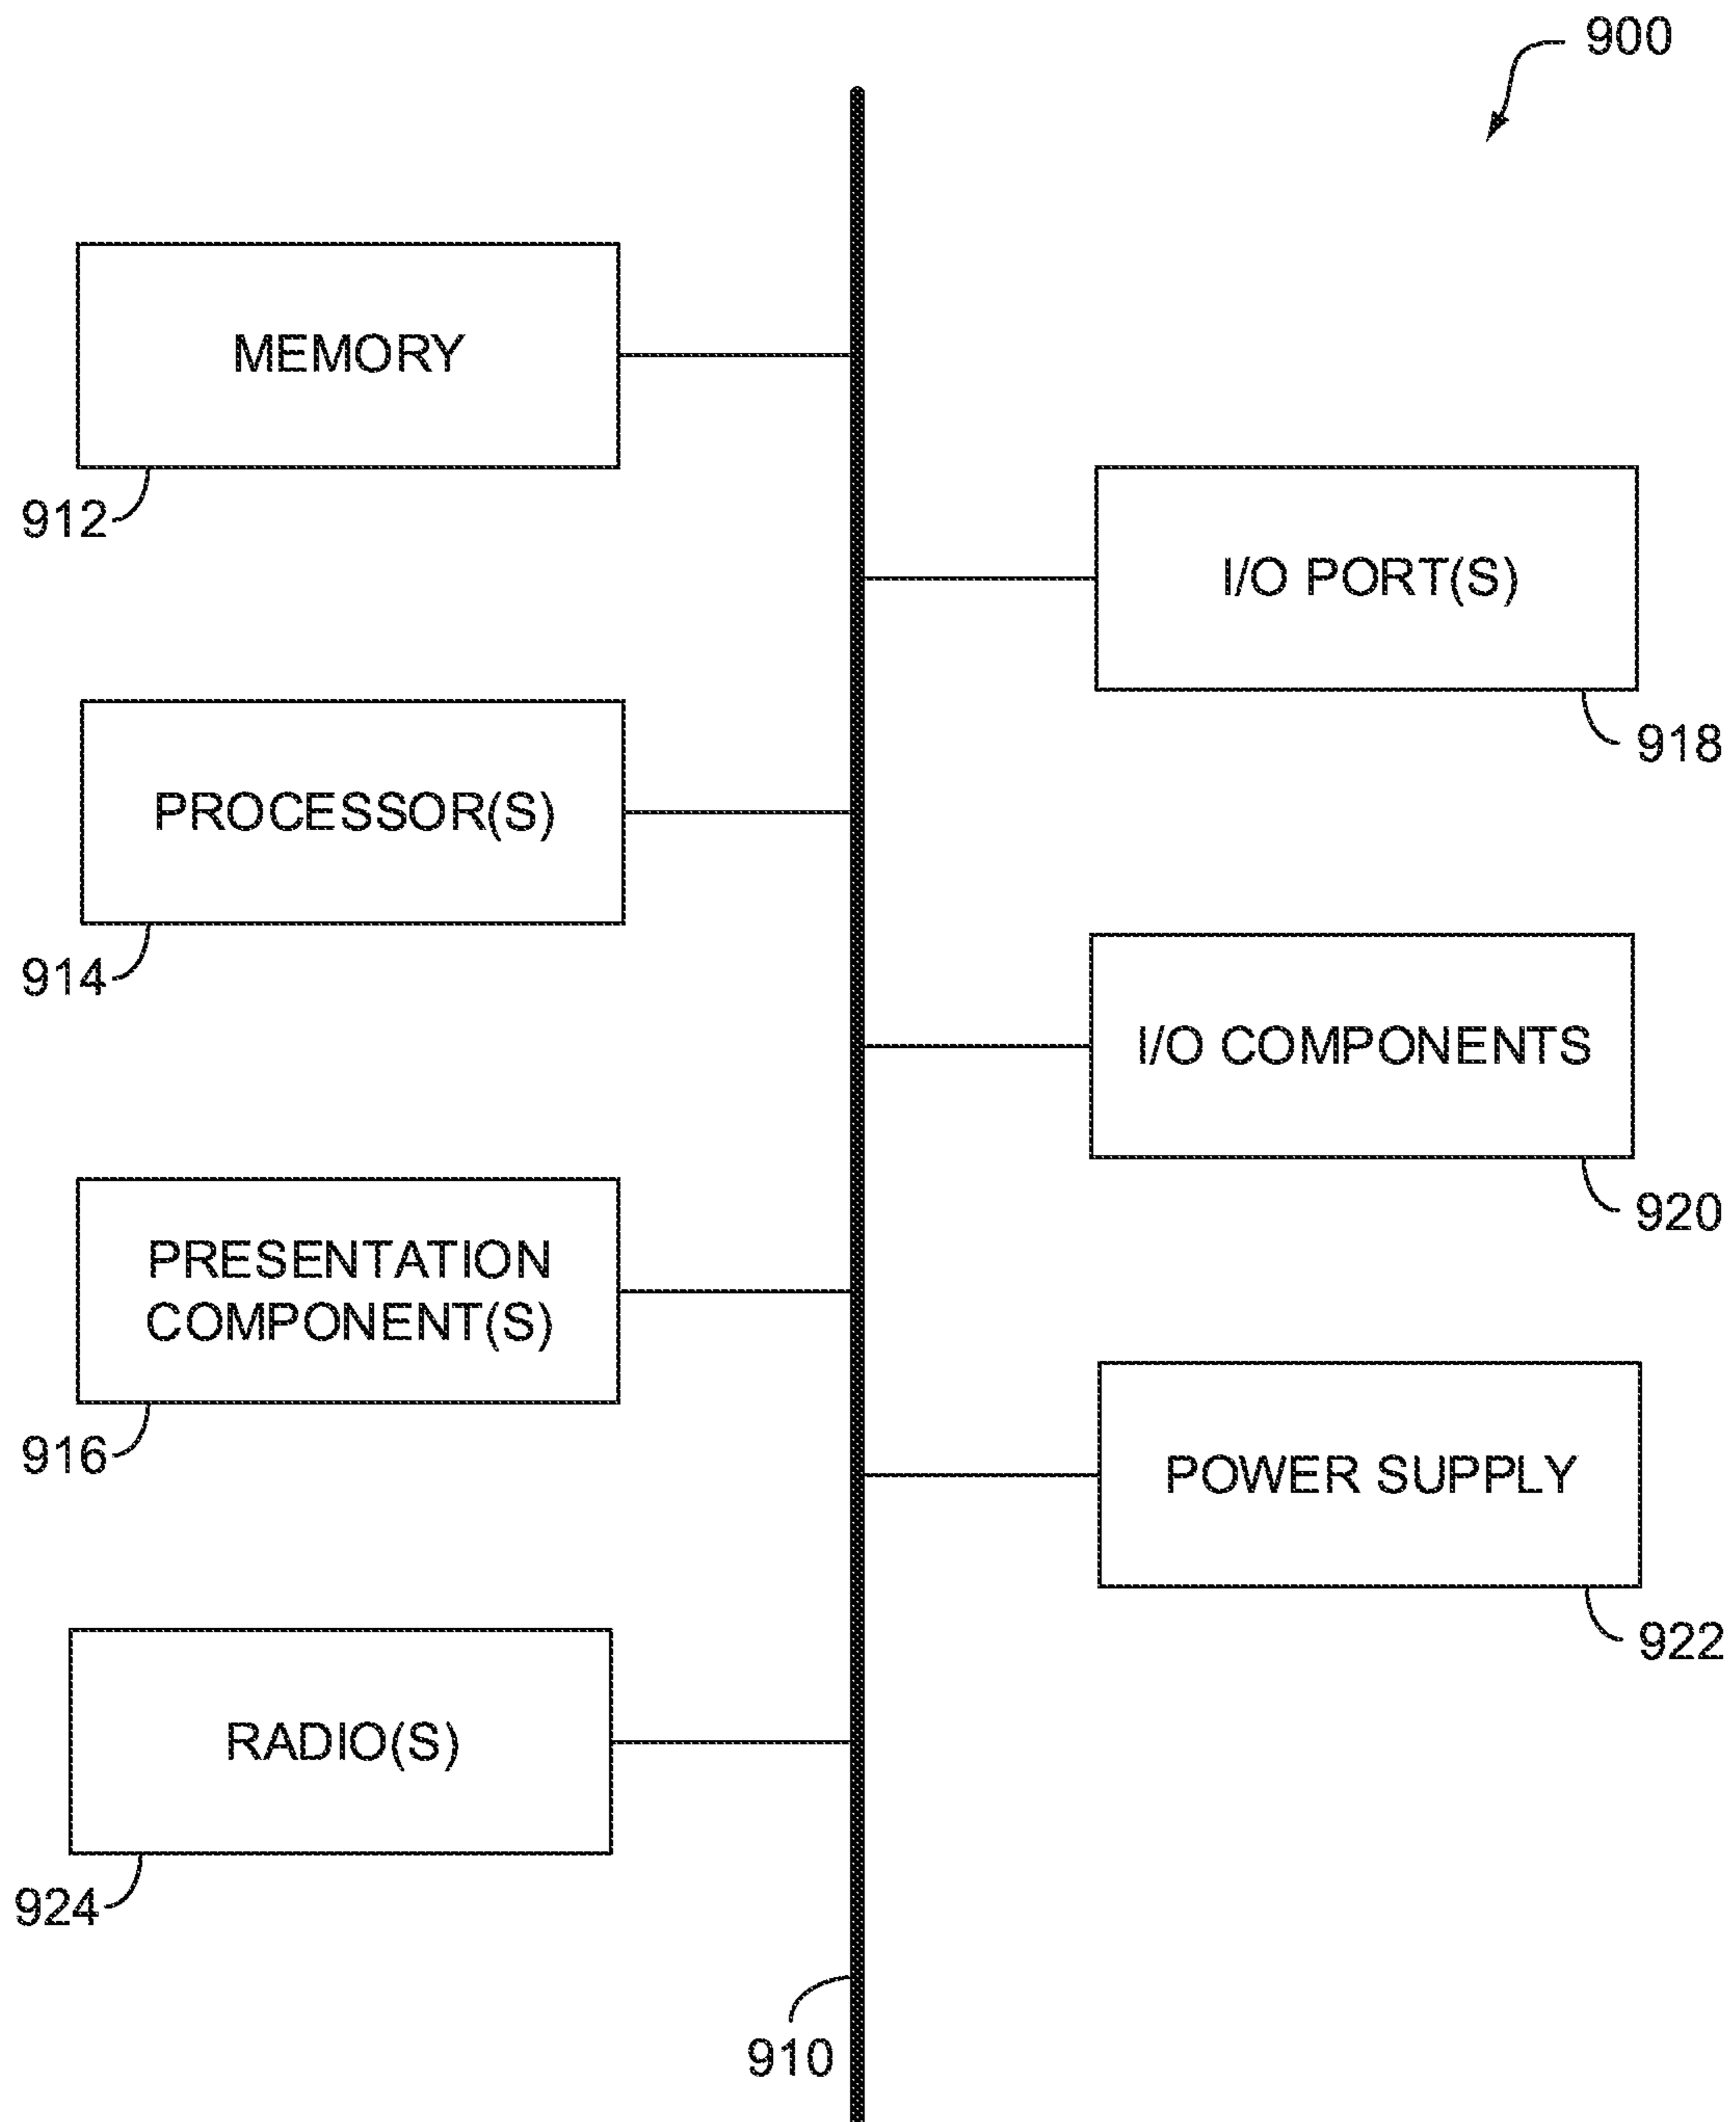 900
MEMORY
912
I/O PORT(S)
918
PROCESSOR(S)
914
I/O COMPONENTS
920
PRESENTATION
COMPONENT(S)
916
POWER SUPPLY
922
RADIO(S)
924
910